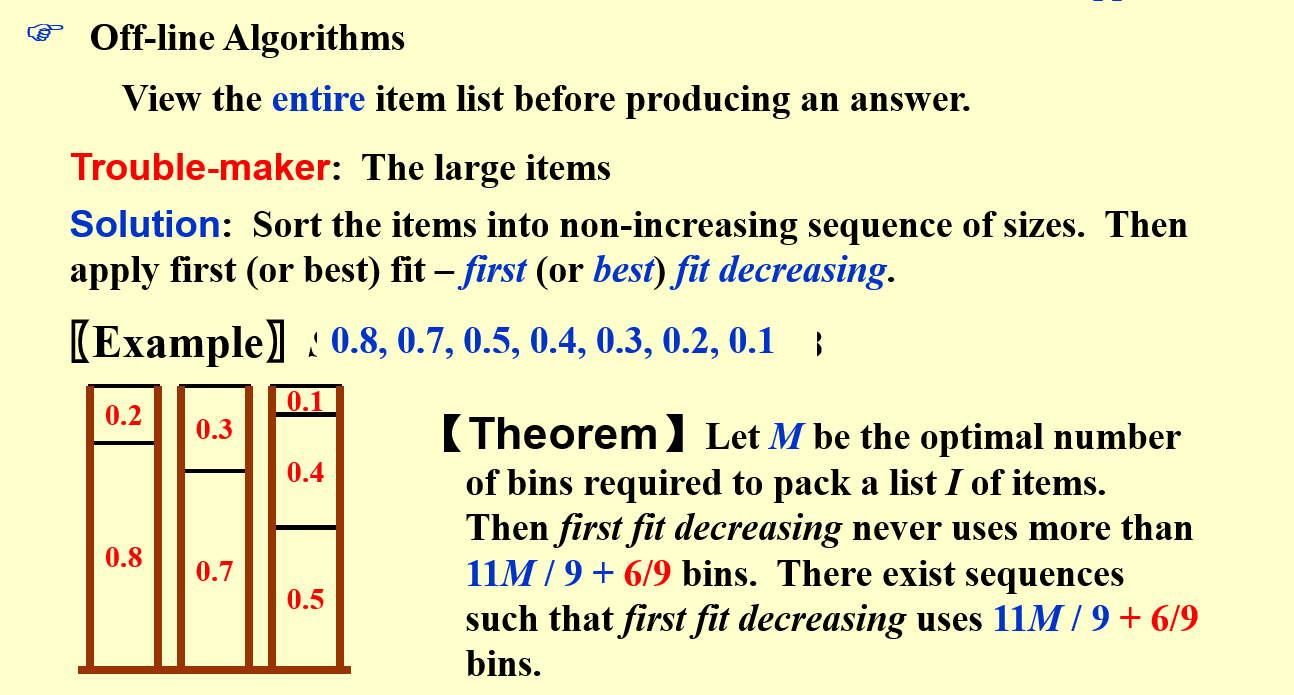 ☞ Off-line Algorithms
View the entire item list before producing an answer.
Trouble-maker: The large items
Solution: Sort the items into non-increasing sequence of sizes. Then
apply first (or best) fit – first (or best) fit decreasing.
〖Example〗 0.8, 0.7, 0.5, 0.4, 0.3, 0.2, 0.1
0.2
0.8
0.3
0.7
0.1
0.4
0.5
【Theorem】Let M be the optimal number
of bins required to pack a list I of items.
Then first fit decreasing never uses more than
11M / 9 + 6/9 bins. There exist sequences
such that first fit decreasing uses 11M / 9 + 6/9
bins.